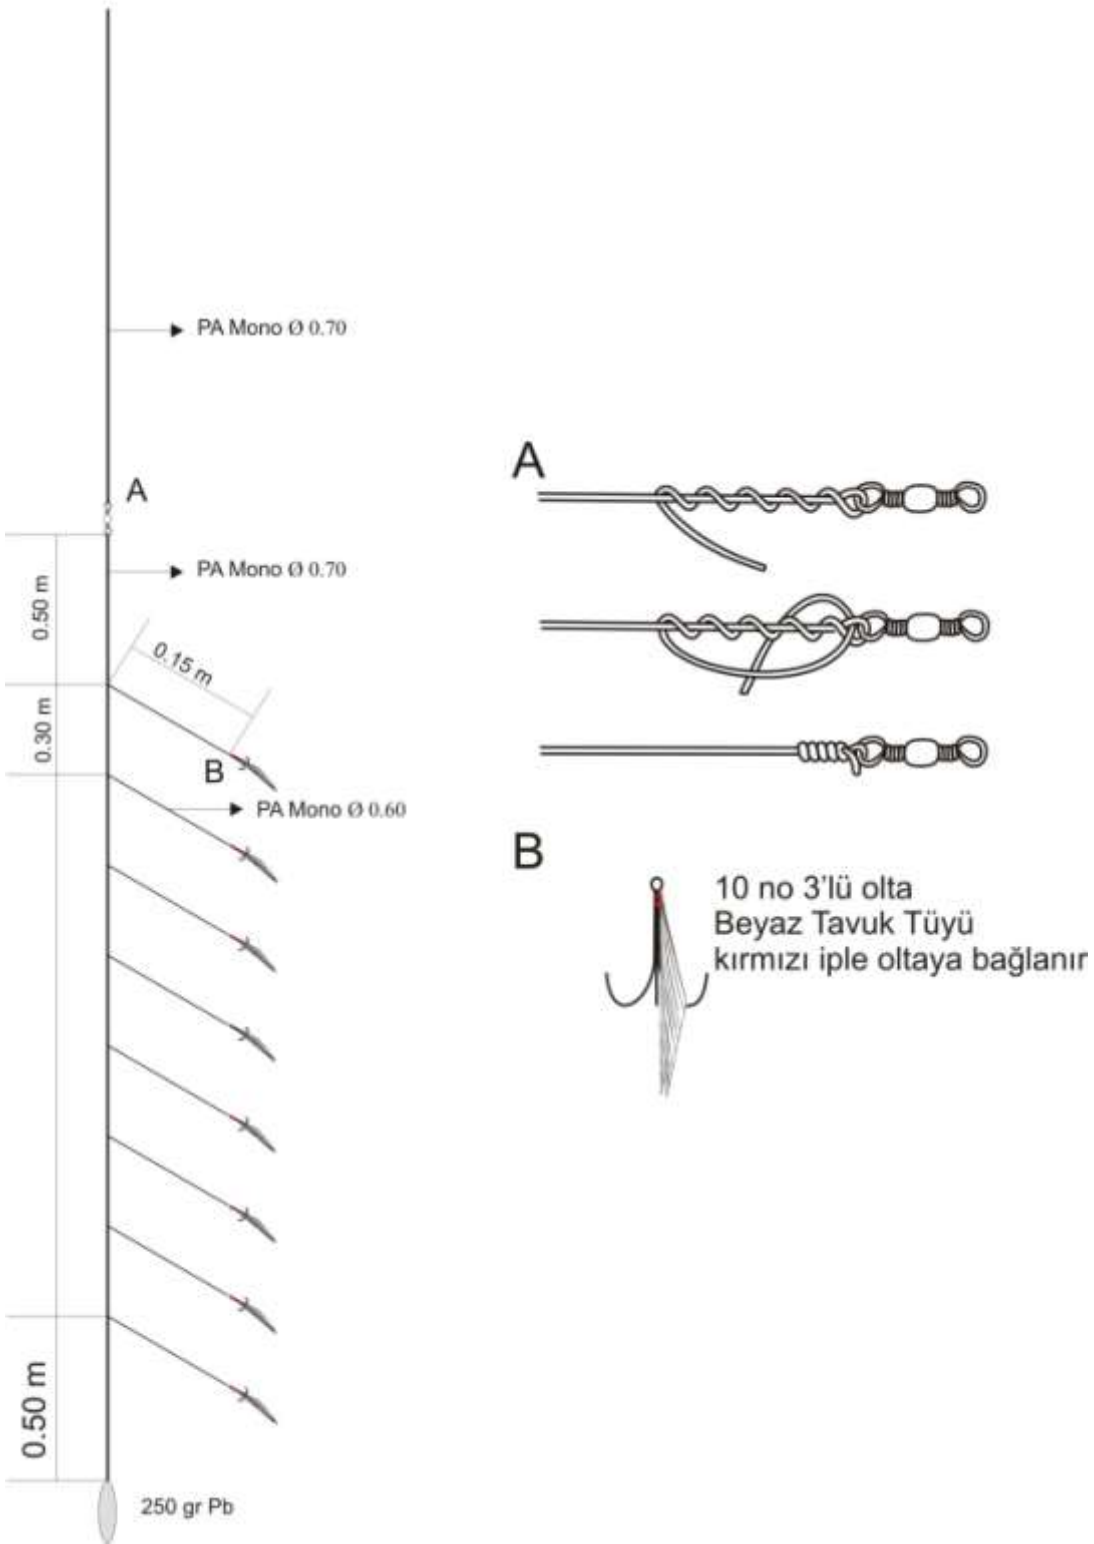 PA Mono Ø 0.70
A
PA Mono Ø 0.70
0.50 m
0.15 m
0.30 m
B
PA Mono Ø 0.60
0.50 m
250 gr Pb
A
B
10 no 3'lü olta
Beyaz Tavuk Tüyü
kırmızı iple oltaya bağlanır